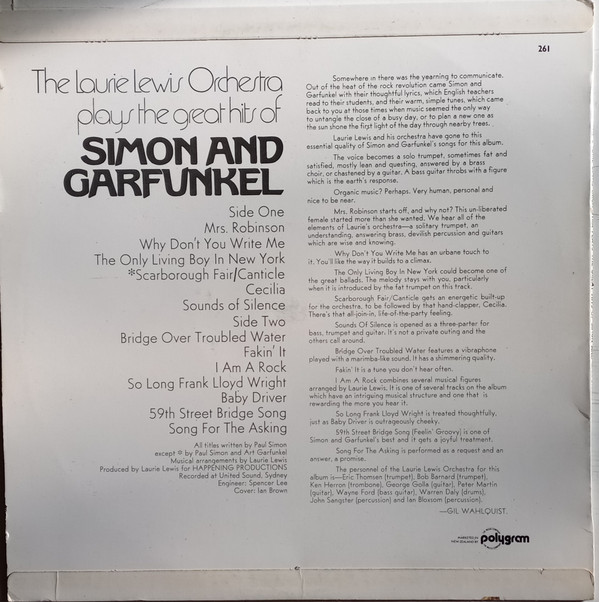 261
The Laurie Lewis Orchestra
plays the great hits of
SIMON AND
GARFUNKEL
Side One
Mrs. Robinson
Why Don't You Write Me
The Only Living Boy In New York
*Scarborough Fair/Canticle
Cecilia
Sounds of Silence
Side Two
Bridge Over Troubled Water
Fakin' It
I Am A Rock
So Long Frank Lloyd Wright
Baby Driver
59th Street Bridge Song
Song For The Asking
All titles written by Paul Simon
except * by Paul Simon and Art Garfunkel
Musical arrangements by Laurie Lewis
Produced by Laurie Lewis for HAPPENING PRODUCTIONS
Recorded at United Sound, Sydney
Engineer: Spencer Lee
Cover: Ian Brown
Somewhere in there was the yearning to communicate.
Out of the heat of the rock revolution came Simon and
Garfunkel with their thoughtful lyrics, which English teachers
read to their students, and their warm, simple tunes, which came
back to you at those times when music seemed the only way
to untangle the close of a busy day, or to plan a new one as
the sun shone the first light of the day through nearby trees.
Laurie Lewis and his orchestra have gone to this
essential quality of Simon and Garfunkel's songs for this album.
The voice becomes a solo trumpet, sometimes fat and
satisfied, mostly lean and questing, answered by a brass
choir, or chastened by a guitar. A bass guitar throbs with a figure
which is the earth's response.
Organic music? Perhaps. Very human, personal and
nice to be near.
Mrs. Robinson starts off, and why not? This un-liberated
female started more than she wanted. We hear all of the
elements of Laurie's orchestra—a solitary trumpet, an
understanding, answering brass, devilish percussion and guitars
which are wise and knowing.
Why Don't You Write Me has an urbane touch to
it. You'll like the way it builds to a climax.
The Only Living Boy In New York could become one of
the great ballads. The melody stays with you, particularly
when it is introduced by the fat trumpet on this track.
Scarborough Fair/Canticle gets an energetic built-up
for the orchestra, to be followed by that hand-clapper, Cecilia.
There's that all-join-in, life-of-the-party feeling.
Sounds Of Silence is opened as a three-parter for
bass, trumpet and guitar. It's not a private outing and the
others call around.
Bridge Over Troubled Water features a vibraphone
played with a marimba-like sound. It has a shimmering quality.
Fakin' It is a tune you don't hear often.
I Am A Rock combines several musical figures
arranged by Laurie Lewis. It is one of several tracks on the album
which have an intriguing musical structure and one that is
rewarding the more you hear it.
So Long Frank Lloyd Wright is treated thoughtfully,
just as Baby Driver is outrageously cheeky.
59th Street Bridge Song (Feelin' Groovy) is one of
Simon and Garfunkel's best and it gets a joyful treatment.
Song For The Asking is performed as a request and an
answer, a promise.
The personnel of the Laurie Lewis Orchestra for this
album is—Eric Thomsen (trumpet), Bob Barnard (trumpet),
Ken Herron (trombone), George Golla (guitar), Peter Martin
(guitar), Wayne Ford (bass guitar), Warren Daly (drums),
John Sangster (percussion) and Ian Bloxsom (percussion).
—GIL WAHLQUIST.
MARKETED IN
NEW ZEALAND BY
polygram